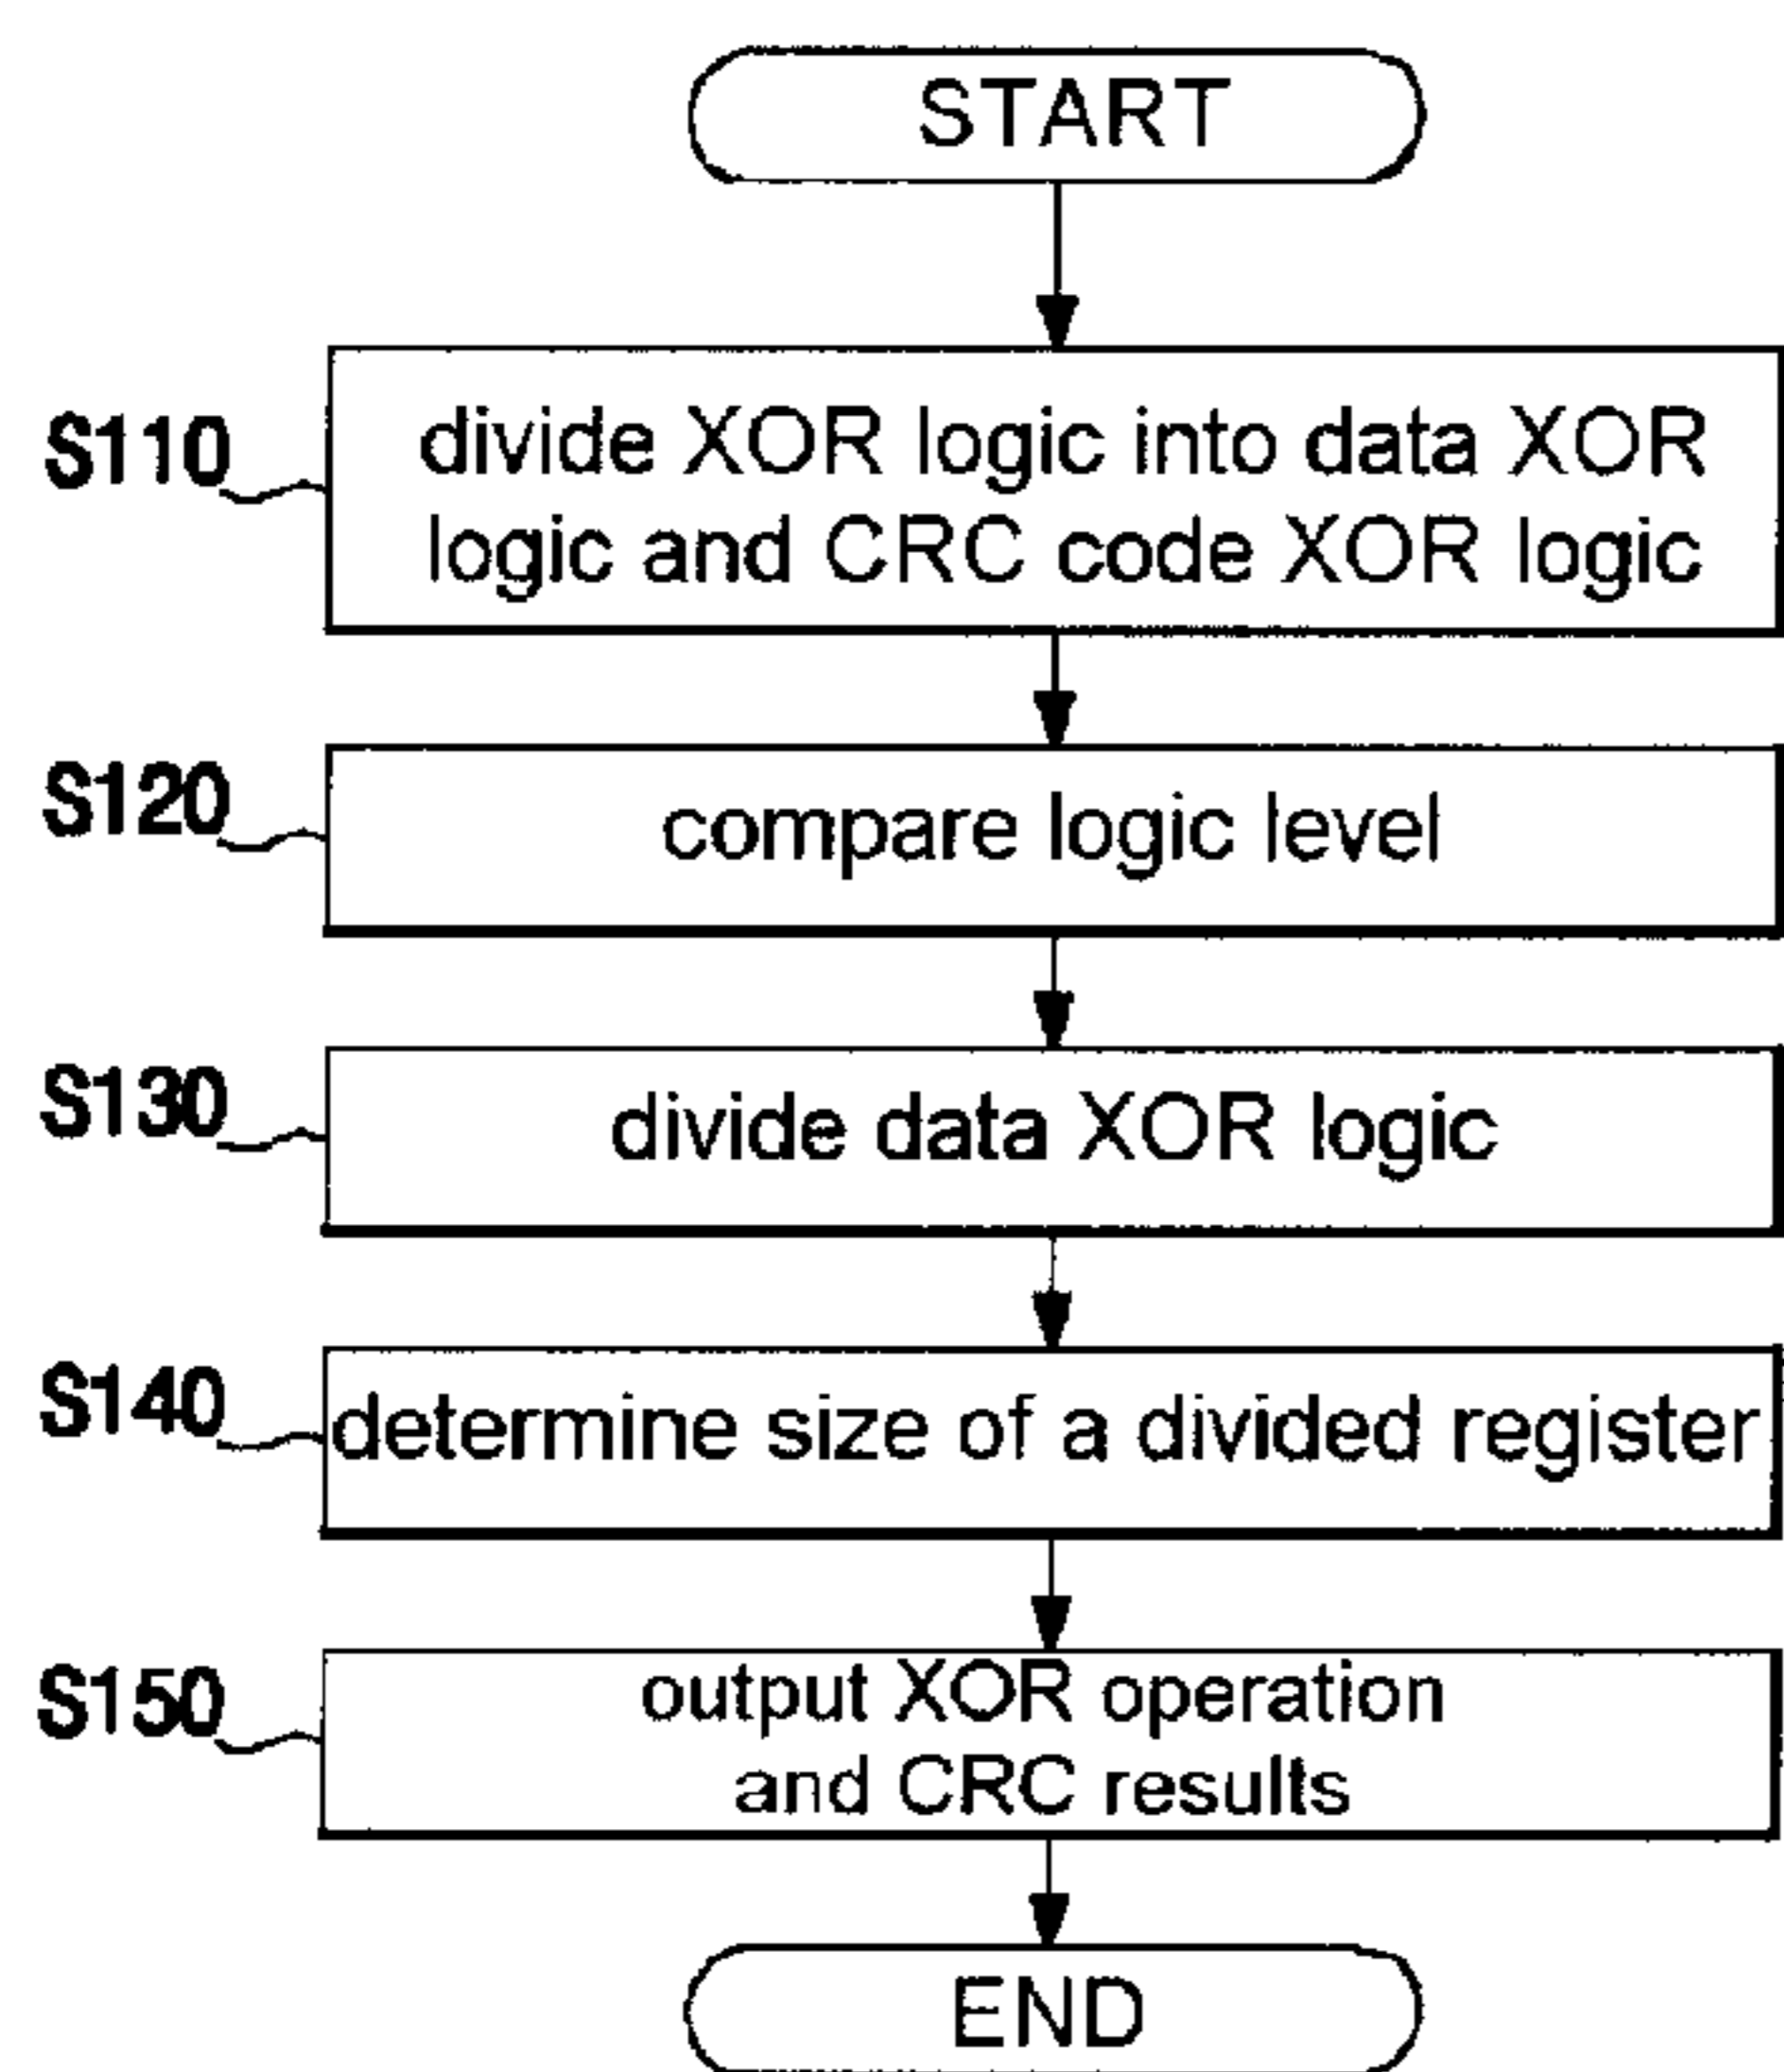 START
S110
divide XOR logic into data XOR
logic and CRC code XOR logic
S120
compare logic level
S130
divide data XOR logic
S140
determine size of a divided register
S150
output XOR operation
and CRC results
END